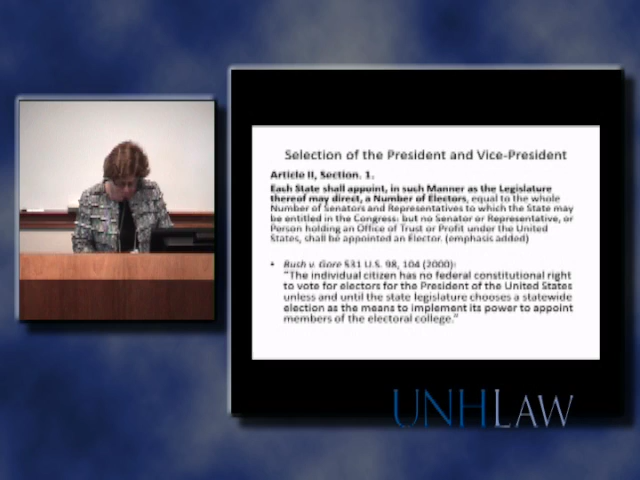 Selection of the President and Vice-President
Article II, Section. 1.
Each State shall appoint, in such Manner as the Legislature
thereof may direct, a Number of Electors, equal to the whole
Number of Senators and Representatives to which the State may
be entitled in the Congress: but no Senator or Representative, or
Person holding an Office of Trust or Profit under the United
States, shall be appointed an Elector. (emphasis added)
• Bush v. Gore 531 U.S. 98, 104 (2000):
"The individual citizen has no federal constitutional right
to vote for electors for the President of the United States
unless and until the state legislature chooses a statewide
election as the means to implement its power to appoint
members of the electoral college."
UNHLAW